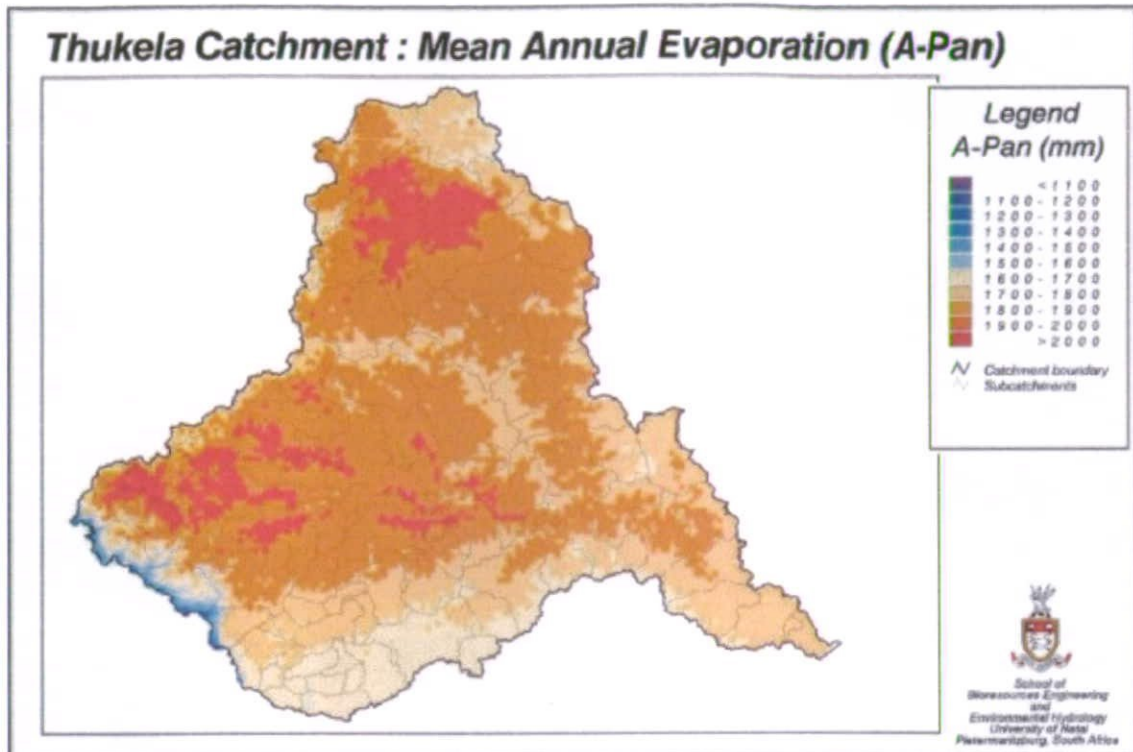 Thukela Catchment : Mean Annual Evaporation (A-Pan)
Legend
A-Pan (mm)
<1100
1100-1200
1200-1300
1300-1400
1400-1500
1500-1600
1600-1700
1700-1800
1800-1900
1900-2000
>2000
Catchment boundary
Subcatchments
School of
Bioresources Engineering
and
Environmental Hydrology
University of Natal
Pietermaritzburg, South Africa